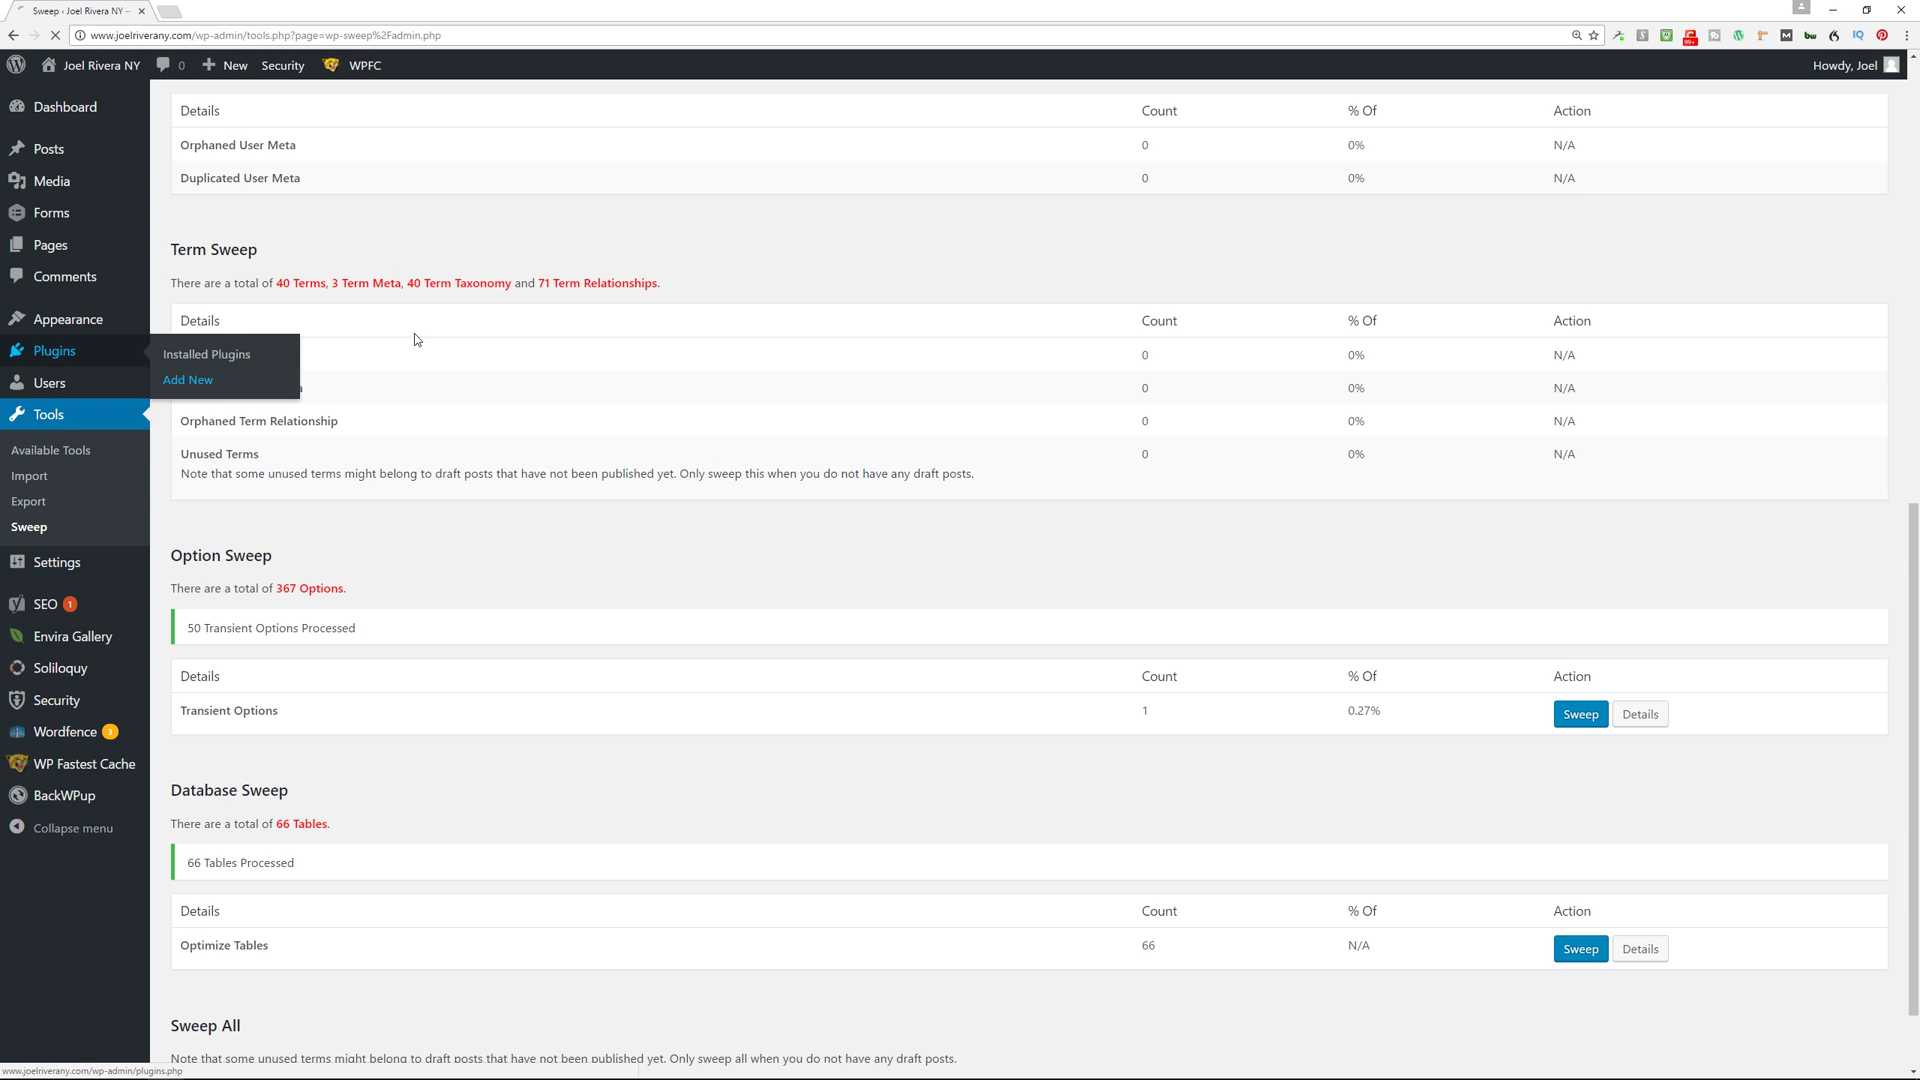 Sweep ‹ Joel Rivera NY –
www.joelriverany.com/wp-admin/tools.php?page=wp-sweep%2Fadmin.php
Joel Rivera NY 0 New Security WPFC Howdy, Joel
Dashboard
Posts
Media
Forms
Pages
Comments
Appearance
Plugins
Installed Plugins
Add New
Users
Tools
Available Tools
Import
Export
Sweep
Settings
SEO 1
Envira Gallery
Soliloquy
Security
Wordfence 3
WP Fastest Cache
BackWPup
Collapse menu
Details Count % Of Action
Orphaned User Meta 0 0% N/A
Duplicated User Meta 0 0% N/A
Term Sweep
There are a total of 40 Terms, 3 Term Meta, 40 Term Taxonomy and 71 Term Relationships.
Details Count % Of Action
0 0% N/A
0 0% N/A
Orphaned Term Relationship 0 0% N/A
Unused Terms 0 0% N/A
Note that some unused terms might belong to draft posts that have not been published yet. Only sweep this when you do not have any draft posts.
Option Sweep
There are a total of 367 Options.
50 Transient Options Processed
Details Count % Of Action
Transient Options 1 0.27% Sweep Details
Database Sweep
There are a total of 66 Tables.
66 Tables Processed
Details Count % Of Action
Optimize Tables 66 N/A Sweep Details
Sweep All
Note that some unused terms might belong to draft posts that have not been published yet. Only sweep all when you do not have any draft posts.
www.joelriverany.com/wp-admin/plugins.php